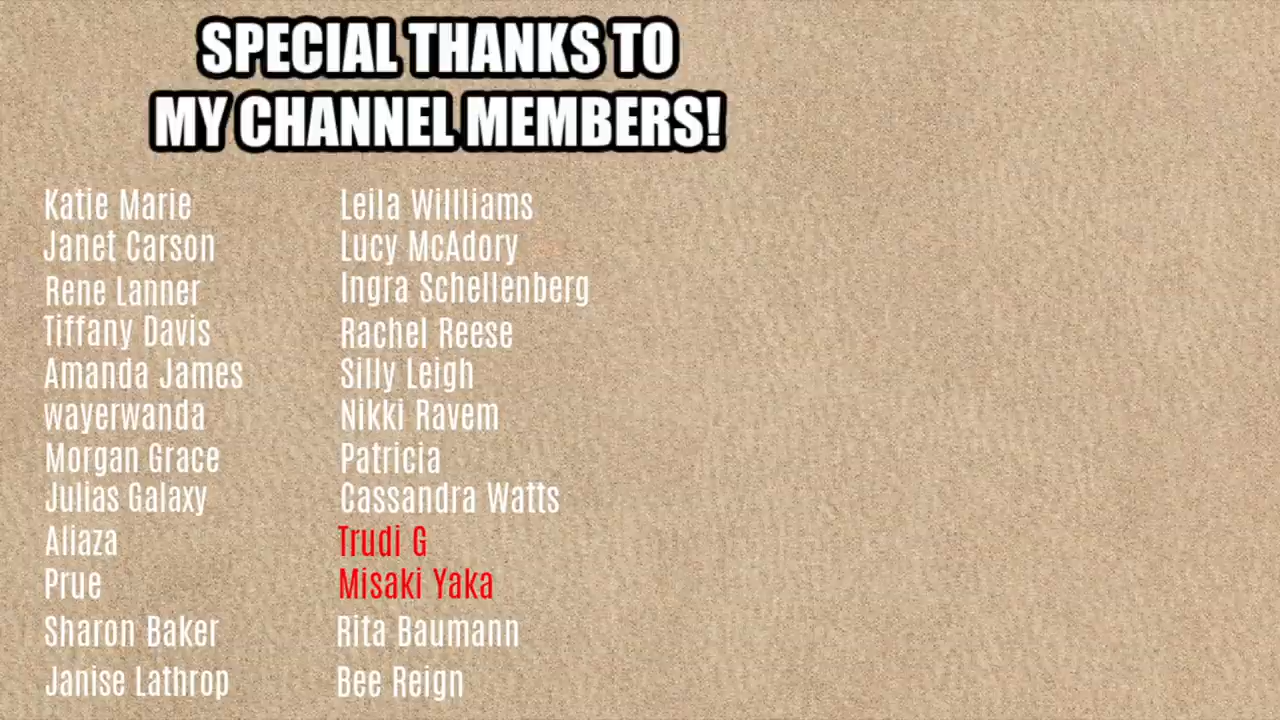 SPECIAL THANKS TO
MY CHANNEL MEMBERS!
Katie Marie
Janet Carson
Rene Lanner
Tiffany Davis
Amanda James
wayerwanda
Morgan Grace
Julias Galaxy
Aliaza
Prue
Sharon Baker
Janise Lathrop
Leila Willliams
Lucy McAdory
Ingra Schellenberg
Rachel Reese
Silly Leigh
Nikki Ravem
Patricia
Cassandra Watts
Trudi G
Misaki Yaka
Rita Baumann
Bee Reign